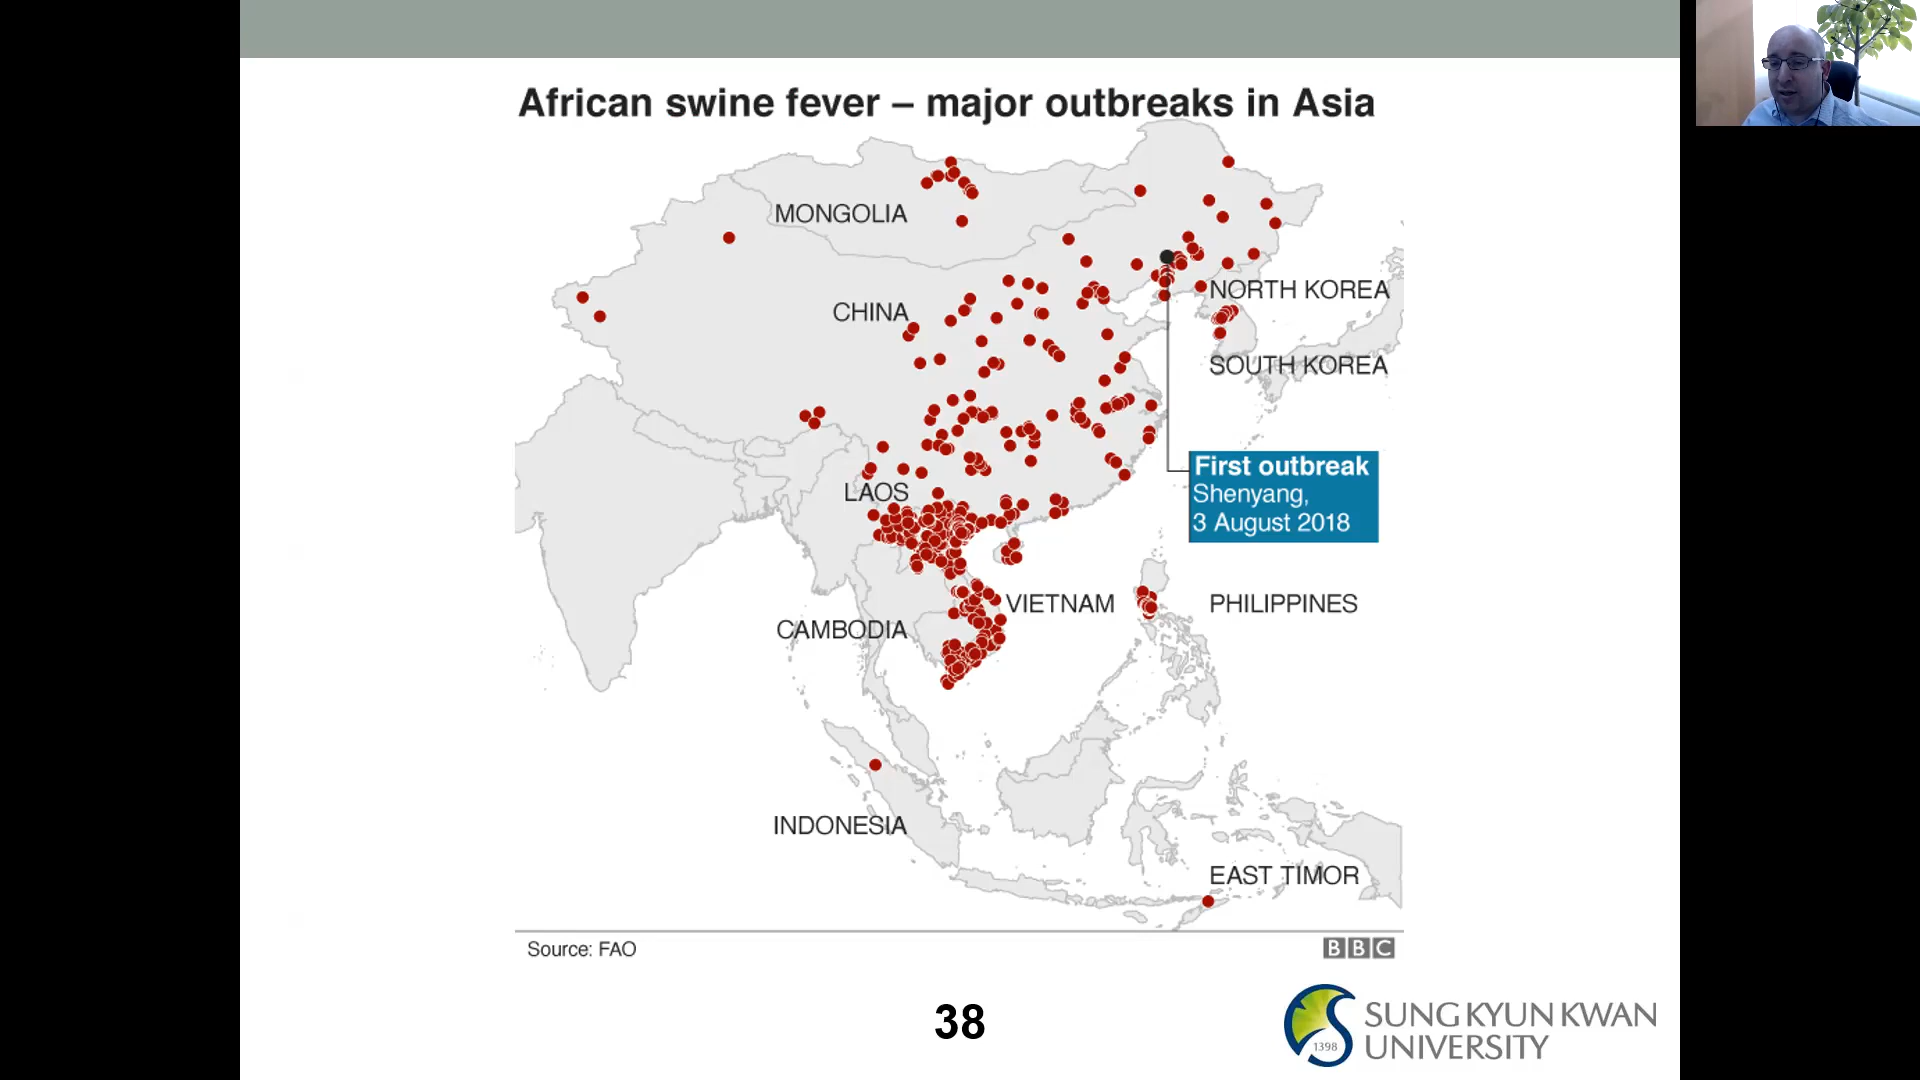 African swine fever – major outbreaks in Asia
MONGOLIA
CHINA
NORTH KOREA
SOUTH KOREA
First outbreak
Shenyang,
3 August 2018
LAOS
VIETNAM
PHILIPPINES
CAMBODIA
INDONESIA
EAST TIMOR
Source: FAO
BBC
38
1398
SUNG KYUN KWAN
UNIVERSITY